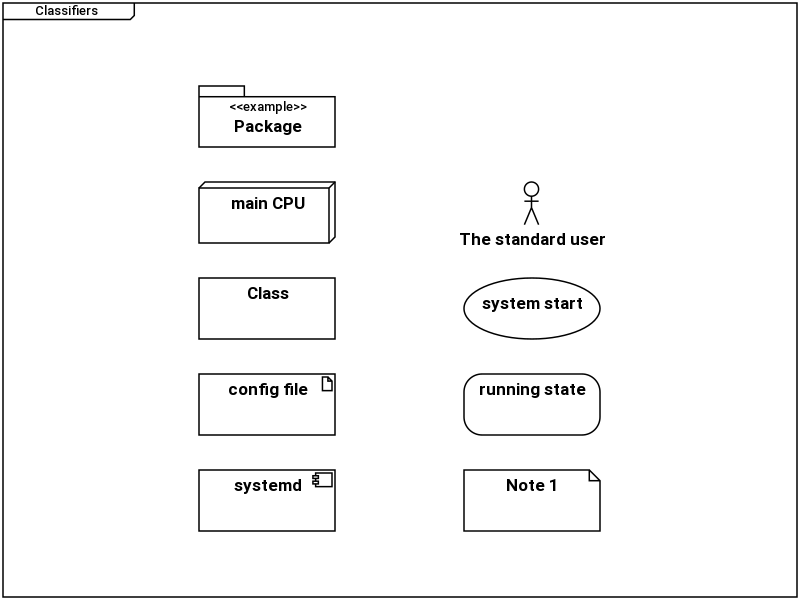 Classifiers
<<example>>
Package
main CPU
The standard user
Class
system start
config file
running state
systemd
Note 1